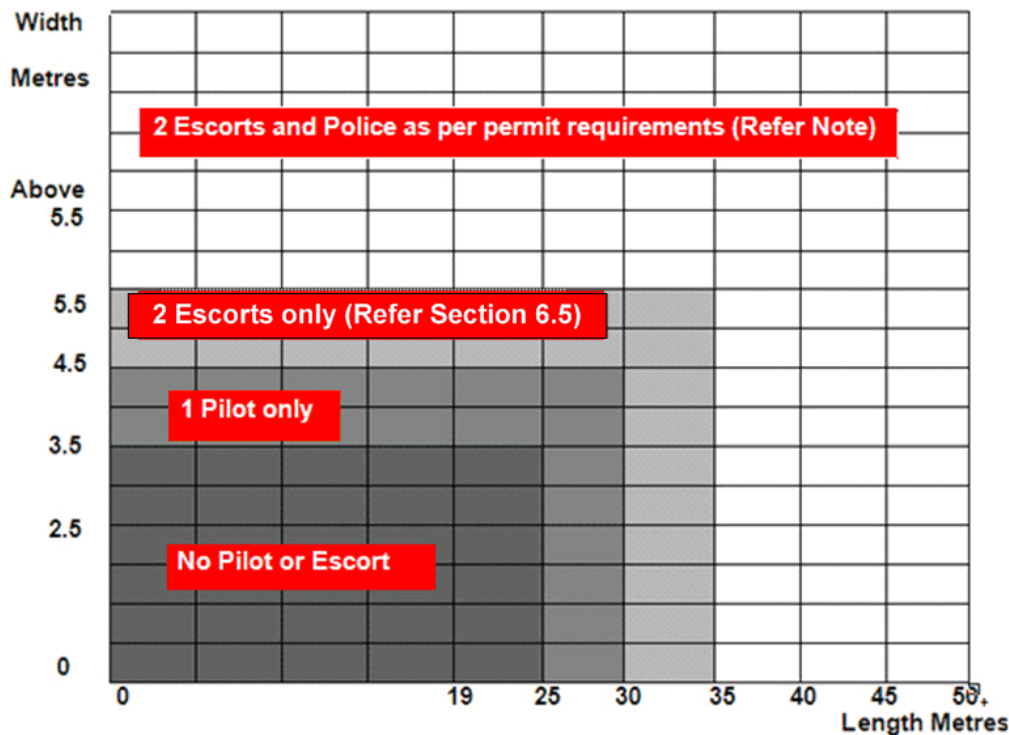 Width
Metres
2 Escorts and Police as per permit requirements (Refer Note)
Above
5.5
5.5
2 Escorts only (Refer Section 6.5)
4.5
1 Pilot only
3.5
2.5
No Pilot or Escort
0
0 19 25 30 35 40 45 50+
Length Metres